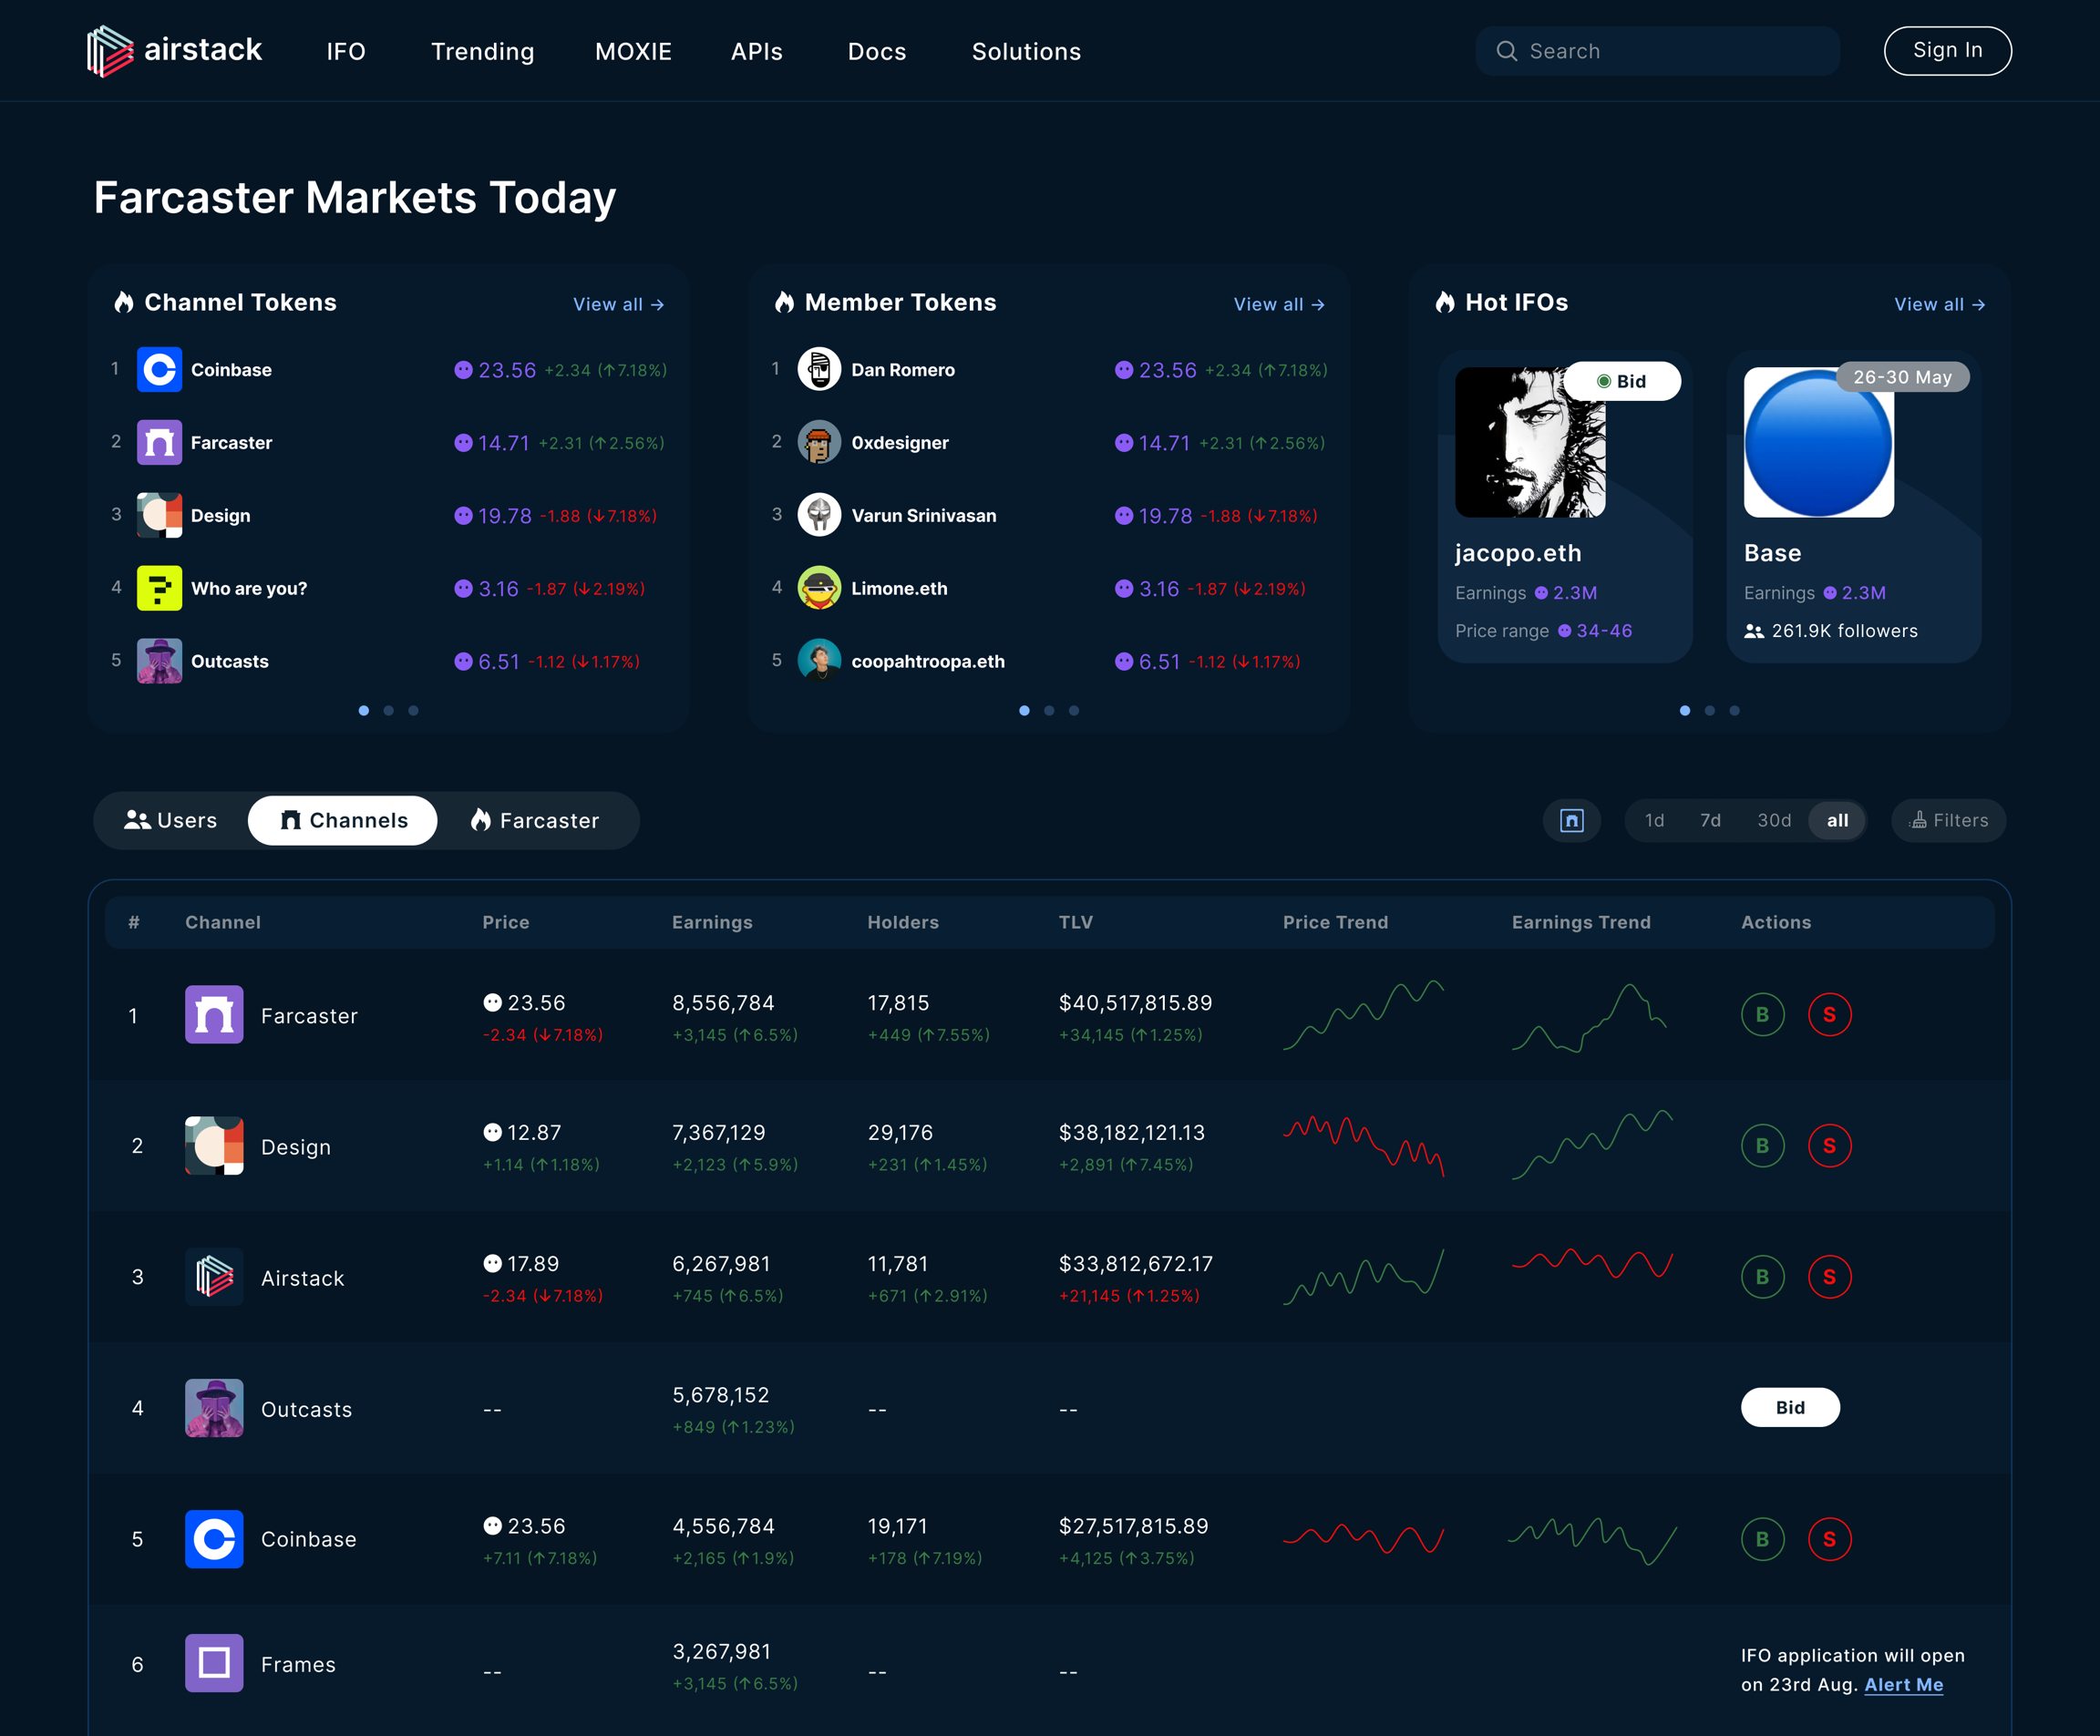 airstack IFO Trending MOXIE APIs Docs Solutions Search Sign In
Farcaster Markets Today
Channel Tokens View all →
1 Coinbase 23.56 +2.34 (↑7.18%)
2 Farcaster 14.71 +2.31 (↑2.56%)
3 Design 19.78 -1.88 (↓7.18%)
4 Who are you? 3.16 -1.87 (↓2.19%)
5 Outcasts 6.51 -1.12 (↓1.17%)
Member Tokens View all →
1 Dan Romero 23.56 +2.34 (↑7.18%)
2 0xdesigner 14.71 +2.31 (↑2.56%)
3 Varun Srinivasan 19.78 -1.88 (↓7.18%)
4 Limone.eth 3.16 -1.87 (↓2.19%)
5 coopahtroopa.eth 6.51 -1.12 (↓1.17%)
Hot IFOs View all →
Bid
jacopo.eth
Earnings 2.3M
Price range 34-46
26-30 May
Base
Earnings 2.3M
261.9K followers
Users Channels Farcaster 1d 7d 30d all Filters
# Channel Price Earnings Holders TLV Price Trend Earnings Trend Actions
1 Farcaster 23.56 8,556,784 17,815 $40,517,815.89 B S
-2.34 (↓7.18%) +3,145 (↑6.5%) +449 (↑7.55%) +34,145 (↑1.25%)
2 Design 12.87 7,367,129 29,176 $38,182,121.13 B S
+1.14 (↑1.18%) +2,123 (↑5.9%) +231 (↑1.45%) +2,891 (↑7.45%)
3 Airstack 17.89 6,267,981 11,781 $33,812,672.17 B S
-2.34 (↓7.18%) +745 (↑6.5%) +671 (↑2.91%) +21,145 (↑1.25%)
4 Outcasts -- 5,678,152 -- -- Bid
+849 (↑1.23%)
5 Coinbase 23.56 4,556,784 19,171 $27,517,815.89 B S
+7.11 (↑7.18%) +2,165 (↑1.9%) +178 (↑7.19%) +4,125 (↑3.75%)
6 Frames -- 3,267,981 -- -- IFO application will open
+3,145 (↑6.5%) on 23rd Aug. Alert Me